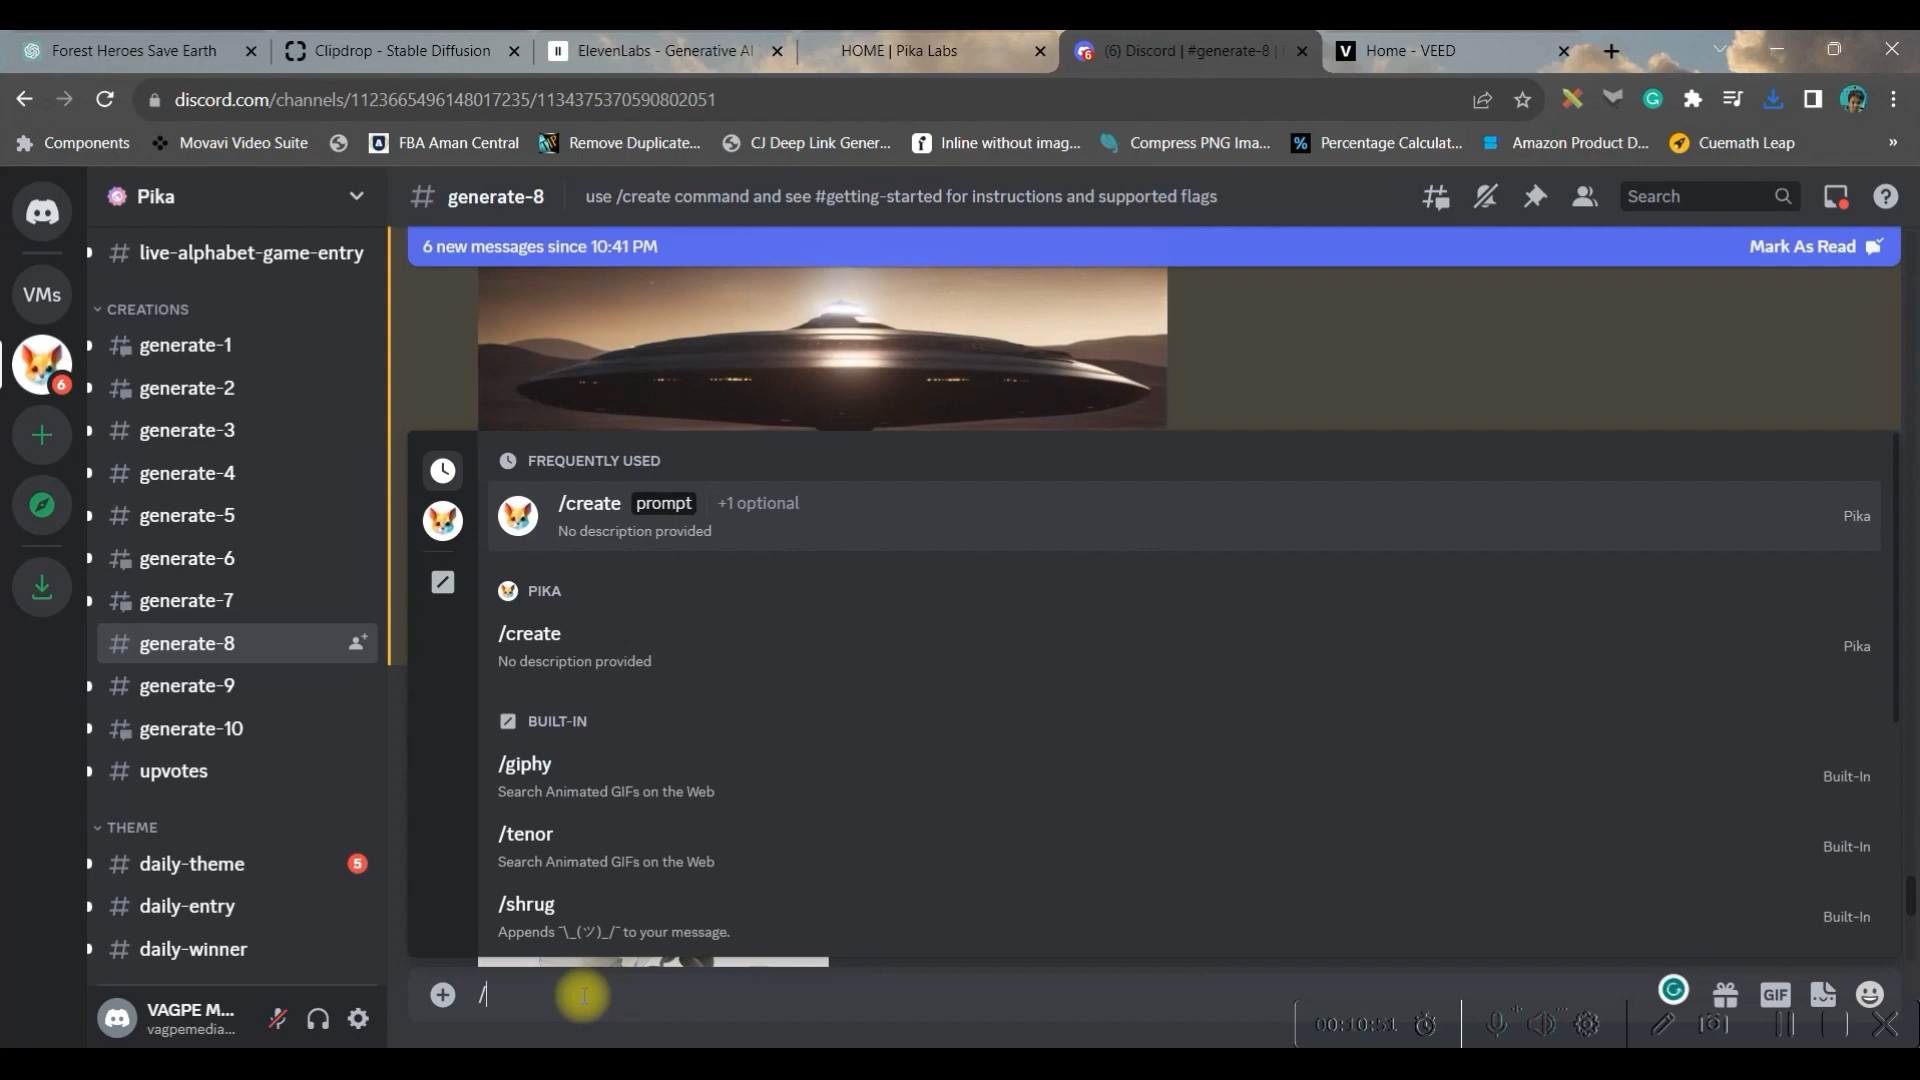 Forest Heroes Save Earth
Clipdrop - Stable Diffusion
ElevenLabs - Generative AI
HOME | Pika Labs
(6) Discord | #generate-8 |
Home - VEED
discord.com/channels/1123665496148017235/1134375370590802051
Components
Movavi Video Suite
FBA Aman Central
Remove Duplicate...
CJ Deep Link Gener...
Inline without imag...
Compress PNG Ima...
Percentage Calculat...
Amazon Product D...
Cuemath Leap
»
Pika
generate-8
use /create command and see #getting-started for instructions and supported flags
Search
6 new messages since 10:41 PM
Mark As Read
live-alphabet-game-entry
VMs
CREATIONS
generate-1
generate-2
generate-3
generate-4
generate-5
generate-6
generate-7
generate-8
generate-9
generate-10
upvotes
THEME
daily-theme
5
daily-entry
daily-winner
6
VAGPE M...
vagpemedia...
FREQUENTLY USED
/create prompt +1 optional
No description provided
Pika
PIKA
/create
No description provided
Pika
BUILT-IN
/giphy
Search Animated GIFs on the Web
Built-In
/tenor
Search Animated GIFs on the Web
Built-In
/shrug
Appends ¯\_(ツ)_/¯ to your message.
Built-In
/
GIF
00:10:51